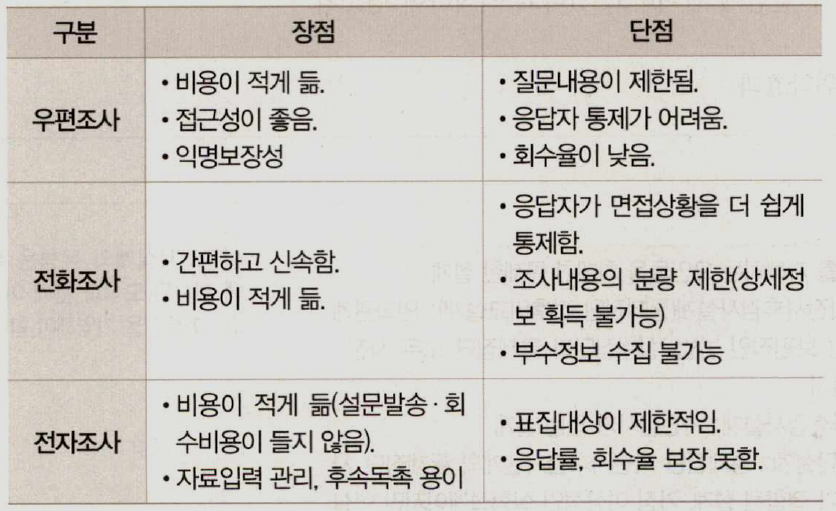 구분 장점 단점
우편조사
• 비용이 적게 듦.
• 접근성이 좋음.
• 익명보장성
• 질문내용이 제한됨.
• 응답자 통제가 어려움.
• 회수율이 낮음.
전화조사
• 간편하고 신속함.
• 비용이 적게 듦.
• 응답자가 면접상황을 더 쉽게
통제함.
• 조사내용의 분량 제한(상세정
보 획득 불가능)
• 부수정보 수집 불가능
전자조사
• 비용이 적게 듦(설문발송·회
수비용이 들지 않음).
• 자료입력 관리, 후속독촉 용이
• 표집대상이 제한적임.
• 응답률, 회수율 보장 못함.